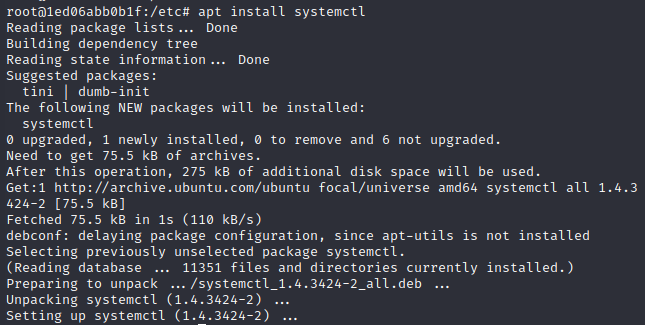 root@1ed06abb0b1f:/etc# apt install systemctl
Reading package lists... Done
Building dependency tree
Reading state information... Done
Suggested packages:
  tini | dumb-init
The following NEW packages will be installed:
  systemctl
0 upgraded, 1 newly installed, 0 to remove and 6 not upgraded.
Need to get 75.5 kB of archives.
After this operation, 275 kB of additional disk space will be used.
Get:1 http://archive.ubuntu.com/ubuntu focal/universe amd64 systemctl all 1.4.3
424-2 [75.5 kB]
Fetched 75.5 kB in 1s (110 kB/s)
debconf: delaying package configuration, since apt-utils is not installed
Selecting previously unselected package systemctl.
(Reading database ... 11351 files and directories currently installed.)
Preparing to unpack .../systemctl_1.4.3424-2_all.deb ...
Unpacking systemctl (1.4.3424-2) ...
Setting up systemctl (1.4.3424-2) ...